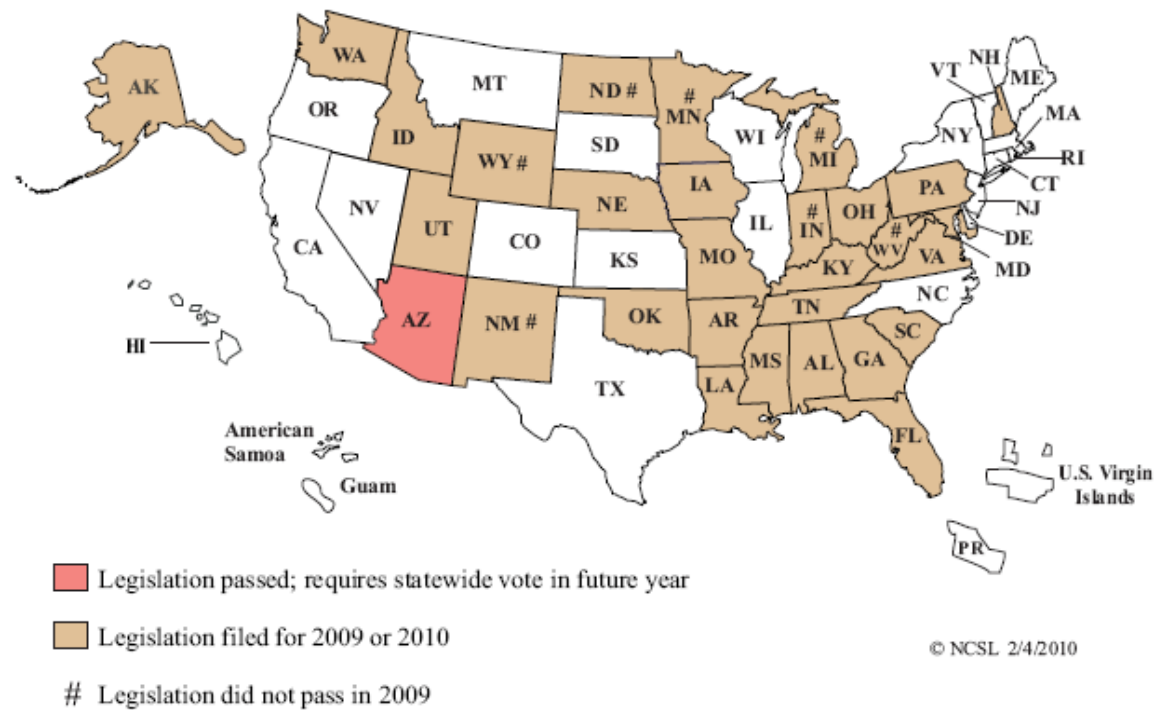 WA
AK
MT
ND #
#
MN
VT
NH
ME
OR
ID
SD
WI
#
MI
NY
MA
WY #
RI
IA
PA
CT
NE
NV
UT
IL
#
IN
OH
NJ
CA
CO
#
WV
DE
KS
MO
VA
MD
KY
NC
AZ
NM #
OK
AR
TN
SC
HI
MS
AL
GA
TX
LA
FL
American
Samoa
Guam
U.S. Virgin
Islands
PR
Legislation passed; requires statewide vote in future year
Legislation filed for 2009 or 2010
© NCSL 2/4/2010
# Legislation did not pass in 2009